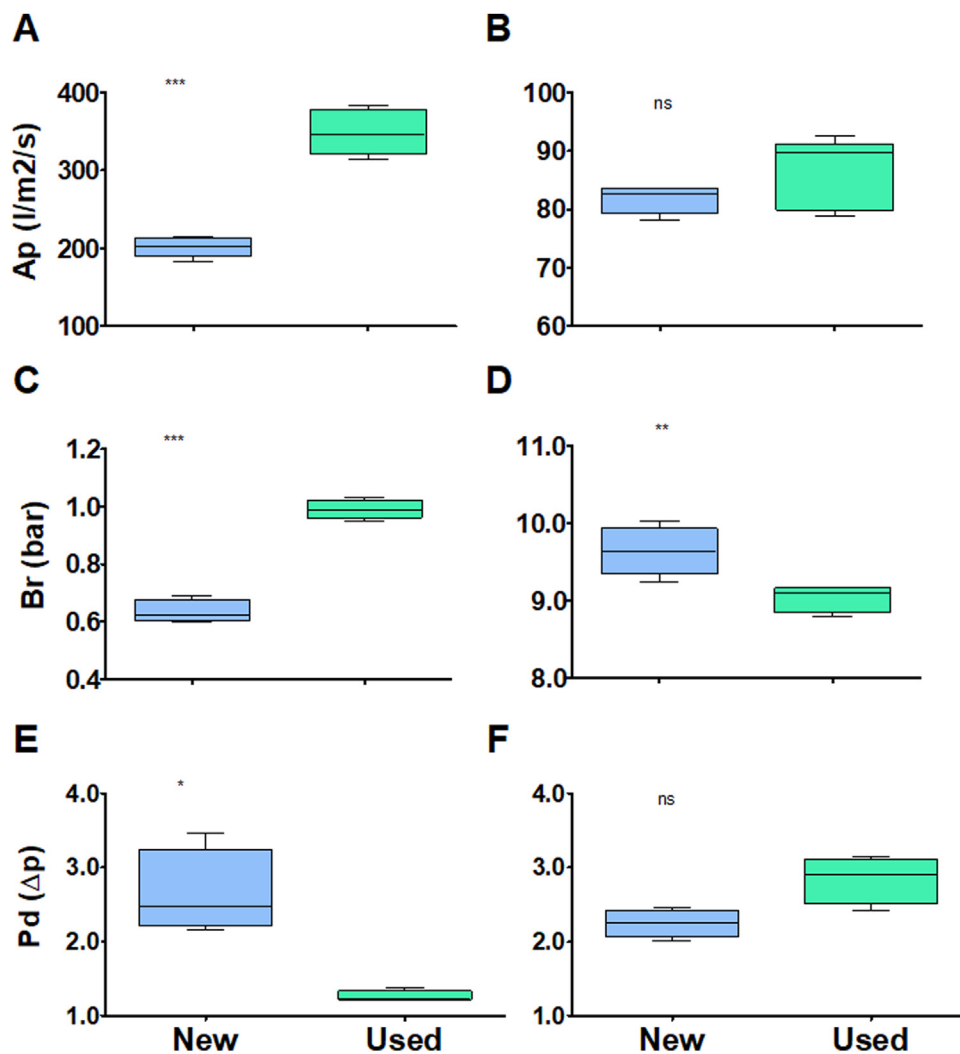 A
Ap (l/m2/s)
400
300
200
100
***
B
100
90
80
70
60
ns
C
Br (bar)
1.2
1.0
0.8
0.6
0.4
***
D
11.0
10.0
9.0
8.0
**
E
Pd (Δp)
4.0
3.0
2.0
1.0
*
New
Used
F
4.0
3.0
2.0
1.0
ns
New
Used